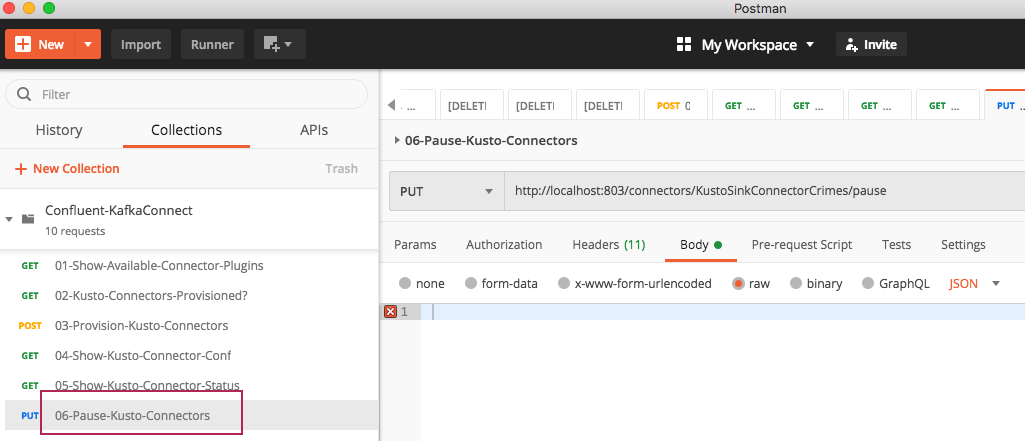 Postman
New
Import
Runner
My Workspace
Invite
Filter
History
Collections
APIs
New Collection
Trash
Confluent-KafkaConnect
10 requests
GET 01-Show-Available-Connector-Plugins
GET 02-Kusto-Connectors-Provisioned?
POST 03-Provision-Kusto-Connectors
GET 04-Show-Kusto-Connector-Conf
GET 05-Show-Kusto-Connector-Status
PUT 06-Pause-Kusto-Connectors
... [DELETI [DELETI [DELETI POST GET ... GET ... GET ... GET ... PUT ...
06-Pause-Kusto-Connectors
PUT http://localhost:803/connectors/KustoSinkConnectorCrimes/pause
Params Authorization Headers (11) Body Pre-request Script Tests Settings
none form-data x-www-form-urlencoded raw binary GraphQL JSON
1